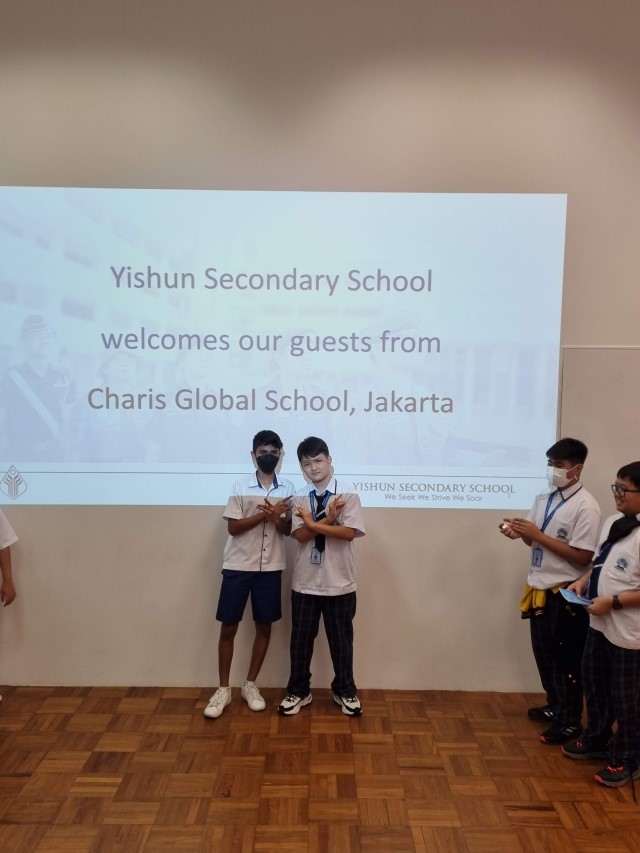 Yishun Secondary School
welcomes our guests from
Charis Global School, Jakarta
YISHUN SECONDARY SCHOOL
We Seek We Strive We Soar